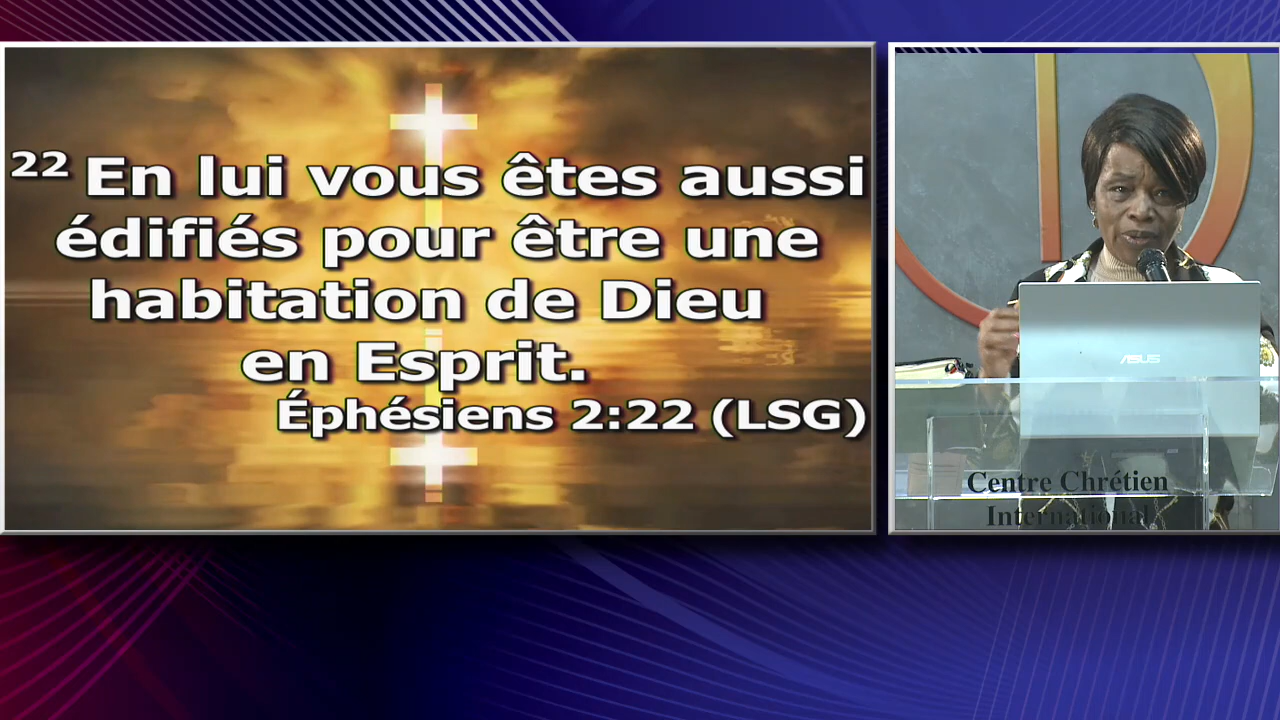 22 En lui vous êtes aussi
édifiés pour être une
habitation de Dieu
en Esprit.
Éphésiens 2:22 (LSG)
ASUS
Centre Chrétien
International